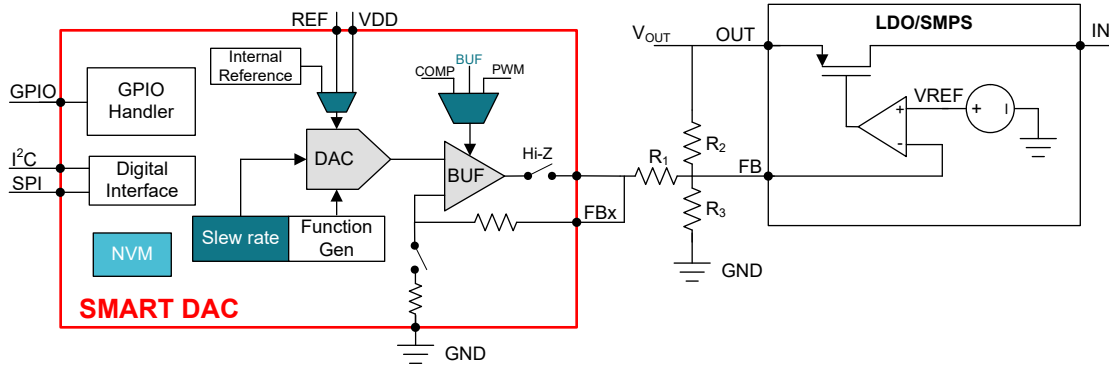 REF
VDD
LDO/SMPS
V_OUT
OUT
IN
Internal
Reference
COMP
BUF
PWM
GPIO
GPIO
Handler
VREF
+
-
+
I
I²C
SPI
Digital
Interface
DAC
BUF
Hi-Z
R₁
R₂
FB
R₃
FBx
Slew rate
Function
Gen
NVM
SMART DAC
GND
GND